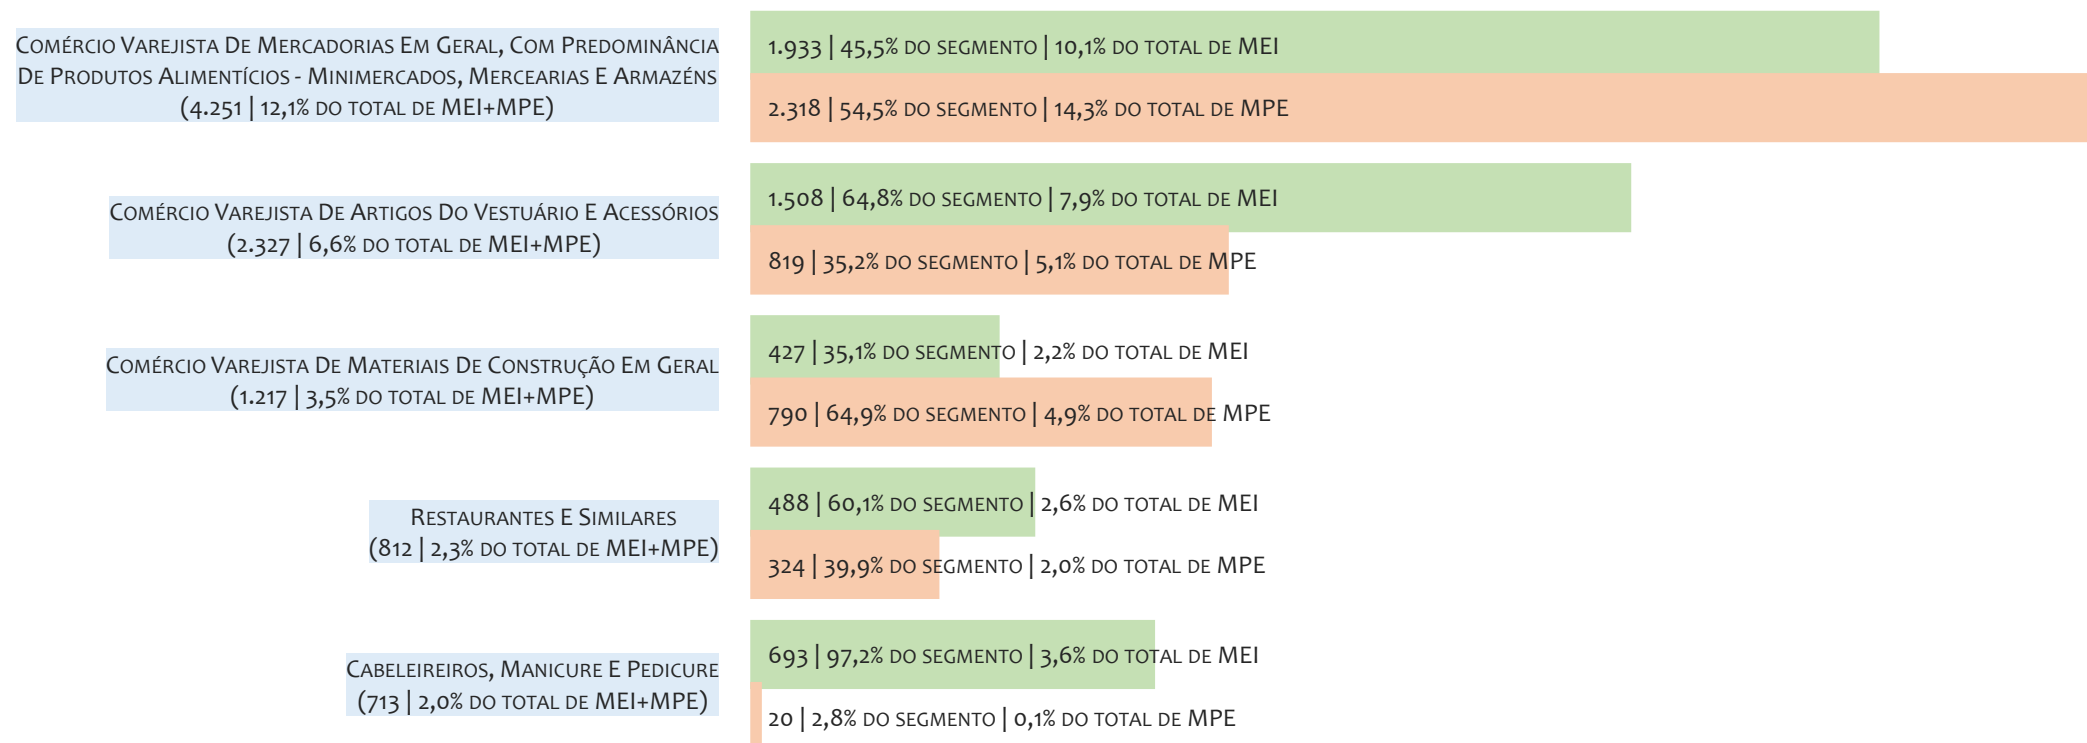 Comércio Varejista De Mercadorias Em Geral, Com Predominância
De Produtos Alimentícios - Minimercados, Mercearias E Armazéns
(4.251 | 12,1% do total de MEI+MPE)
1.933 | 45,5% do segmento | 10,1% do total de MEI
2.318 | 54,5% do segmento | 14,3% do total de MPE
Comércio Varejista De Artigos Do Vestuário E Acessórios
(2.327 | 6,6% do total de MEI+MPE)
1.508 | 64,8% do segmento | 7,9% do total de MEI
819 | 35,2% do segmento | 5,1% do total de MPE
Comércio Varejista De Materiais De Construção Em Geral
(1.217 | 3,5% do total de MEI+MPE)
427 | 35,1% do segmento | 2,2% do total de MEI
790 | 64,9% do segmento | 4,9% do total de MPE
Restaurantes E Similares
(812 | 2,3% do total de MEI+MPE)
488 | 60,1% do segmento | 2,6% do total de MEI
324 | 39,9% do segmento | 2,0% do total de MPE
Cabeleireiros, Manicure E Pedicure
(713 | 2,0% do total de MEI+MPE)
693 | 97,2% do segmento | 3,6% do total de MEI
20 | 2,8% do segmento | 0,1% do total de MPE